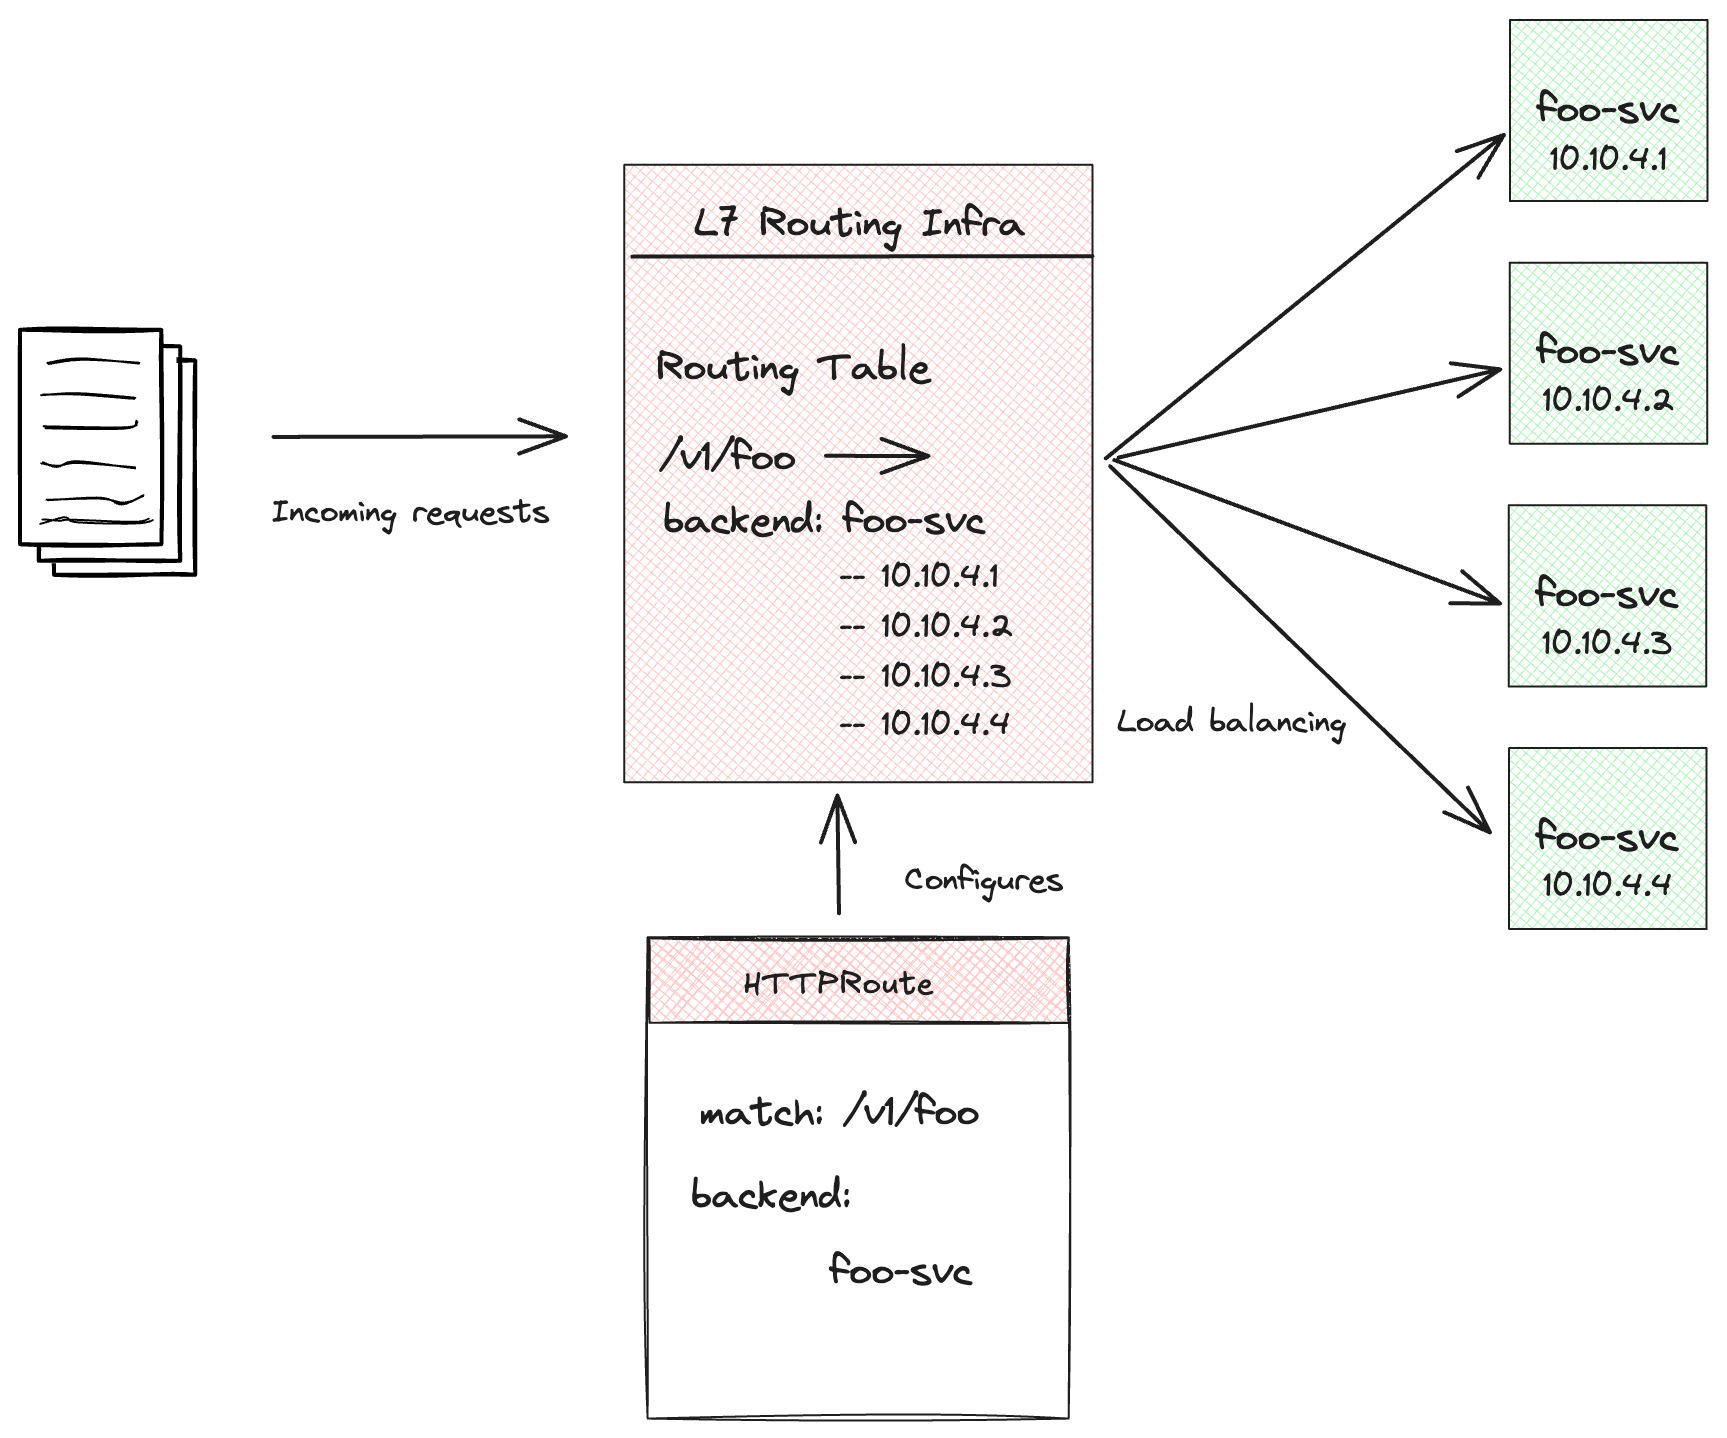 Incoming requests
L7 Routing Infra
Routing Table
/v1/foo
backend: foo-svc
-- 10.10.4.1
-- 10.10.4.2
-- 10.10.4.3
-- 10.10.4.4
Load balancing
foo-svc
10.10.4.1
foo-svc
10.10.4.2
foo-svc
10.10.4.3
foo-svc
10.10.4.4
Configures
HTTPRoute
match: /v1/foo
backend:
foo-svc